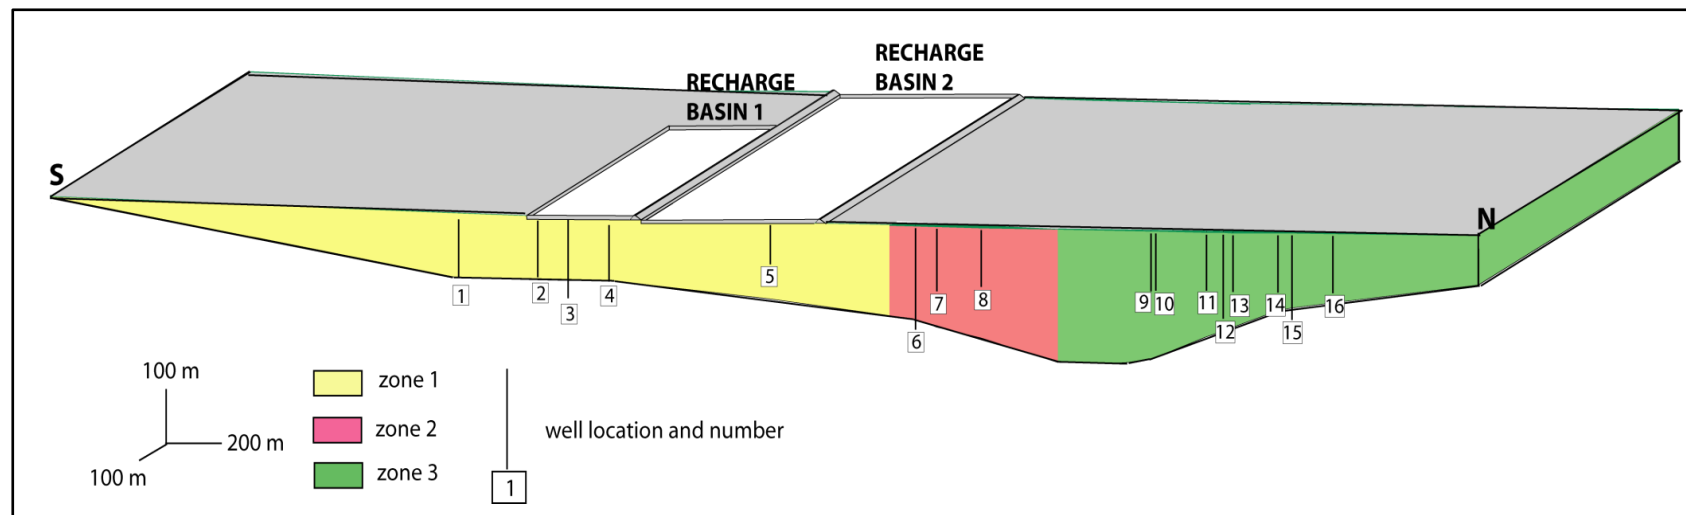 RECHARGE
BASIN 2
RECHARGE
BASIN 1
S
N
1
2
3
4
5
6
7
8
9
10
11
12
13
14
15
16
100 m
200 m
100 m
zone 1
zone 2
zone 3
well location and number
1